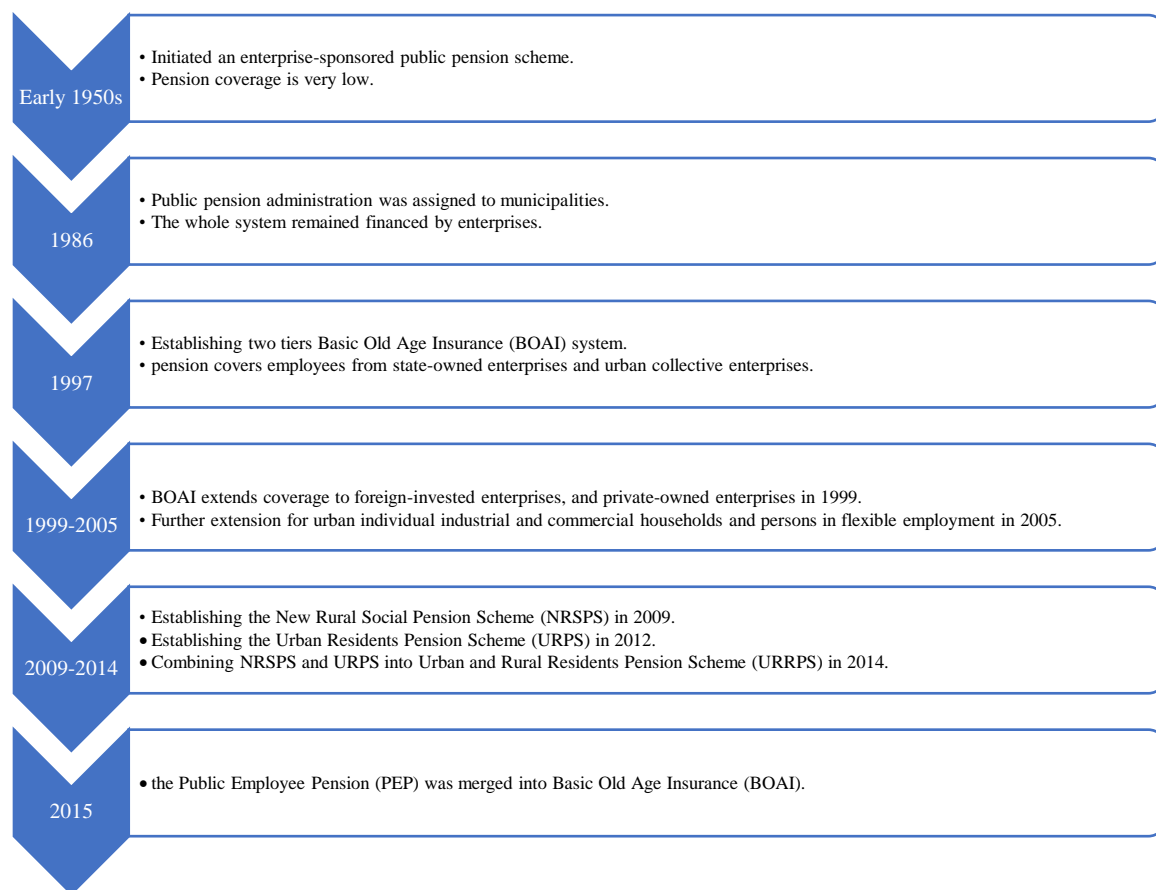 Early 1950s
• Initiated an enterprise-sponsored public pension scheme.
• Pension coverage is very low.
1986
• Public pension administration was assigned to municipalities.
• The whole system remained financed by enterprises.
1997
• Establishing two tiers Basic Old Age Insurance (BOAI) system.
• pension covers employees from state-owned enterprises and urban collective enterprises.
1999-2005
• BOAI extends coverage to foreign-invested enterprises, and private-owned enterprises in 1999.
• Further extension for urban individual industrial and commercial households and persons in flexible employment in 2005.
2009-2014
• Establishing the New Rural Social Pension Scheme (NRSPS) in 2009.
• Establishing the Urban Residents Pension Scheme (URPS) in 2012.
• Combining NRSPS and URPS into Urban and Rural Residents Pension Scheme (URRPS) in 2014.
2015
• the Public Employee Pension (PEP) was merged into Basic Old Age Insurance (BOAI).